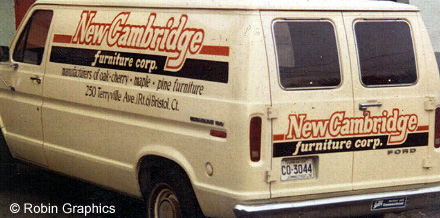 New Cambridge
furniture corp.
manufacturers of oak • cherry • maple • pine furniture
250 Terryville Ave. (Rt. 6) Bristol, Ct.
New Cambridge
furniture corp.
FORD
CO-3044
© Robin Graphics